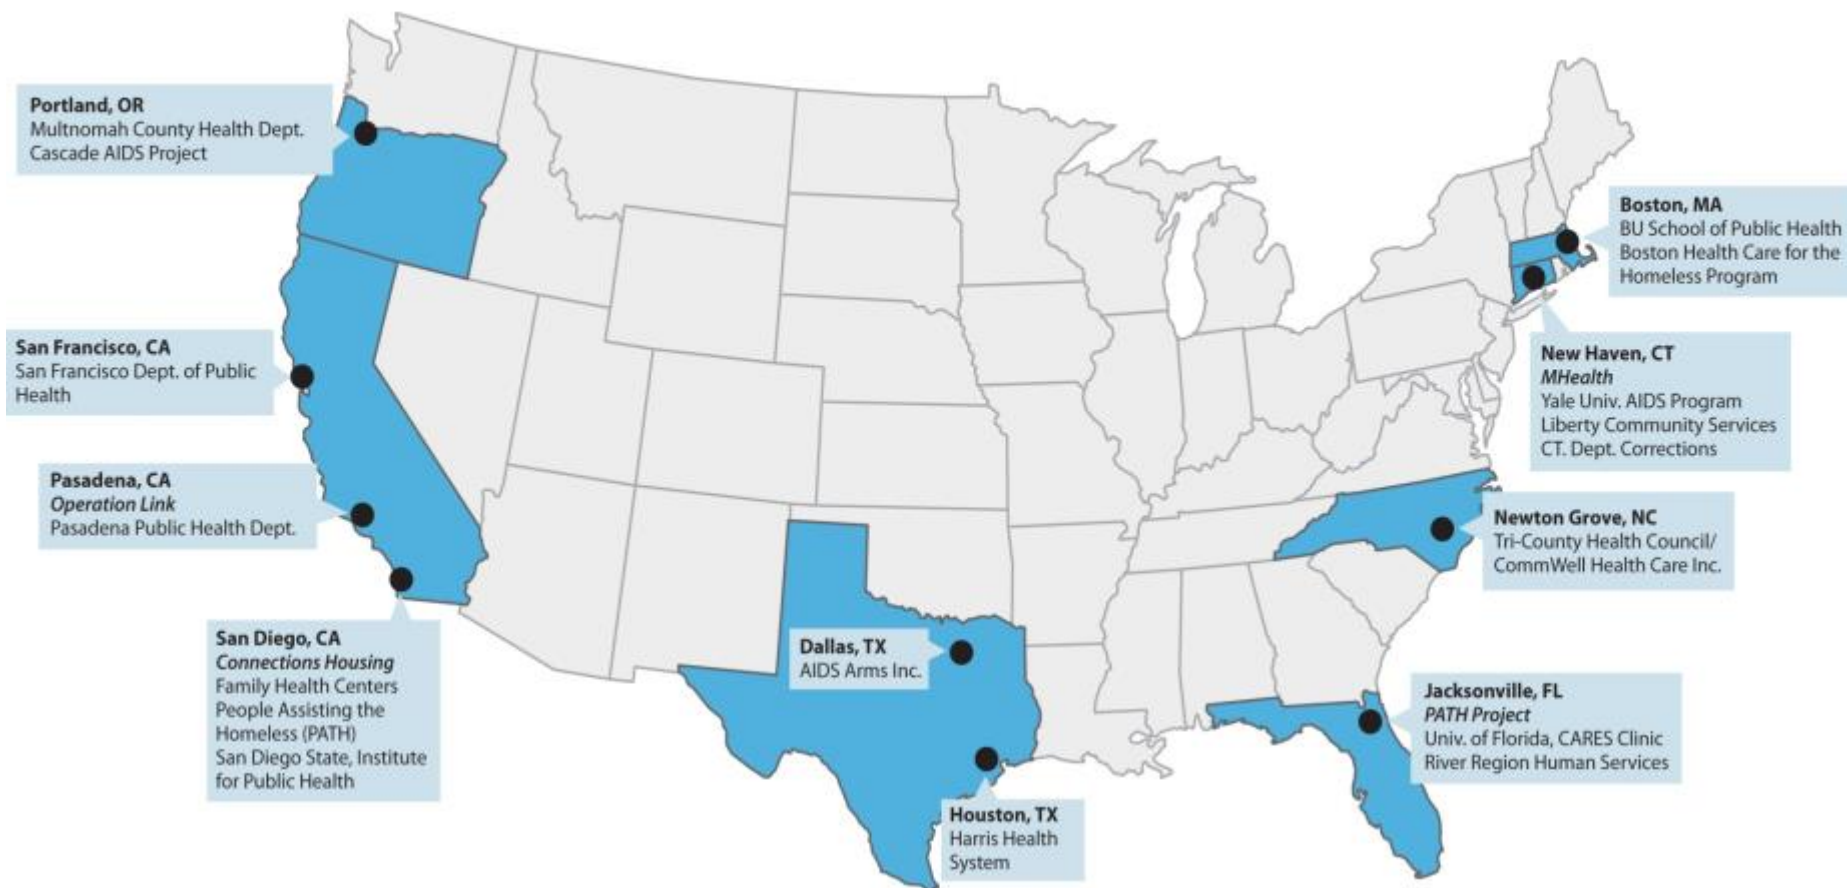 Portland, OR
Multnomah County Health Dept.
Cascade AIDS Project
San Francisco, CA
San Francisco Dept. of Public
Health
Pasadena, CA
Operation Link
Pasadena Public Health Dept.
San Diego, CA
Connections Housing
Family Health Centers
People Assisting the
Homeless (PATH)
San Diego State, Institute
for Public Health
Dallas, TX
AIDS Arms Inc.
Houston, TX
Harris Health
System
Boston, MA
BU School of Public Health
Boston Health Care for the
Homeless Program
New Haven, CT
MHealth
Yale Univ. AIDS Program
Liberty Community Services
CT. Dept. Corrections
Newton Grove, NC
Tri-County Health Council/
CommWell Health Care Inc.
Jacksonville, FL
PATH Project
Univ. of Florida, CARES Clinic
River Region Human Services